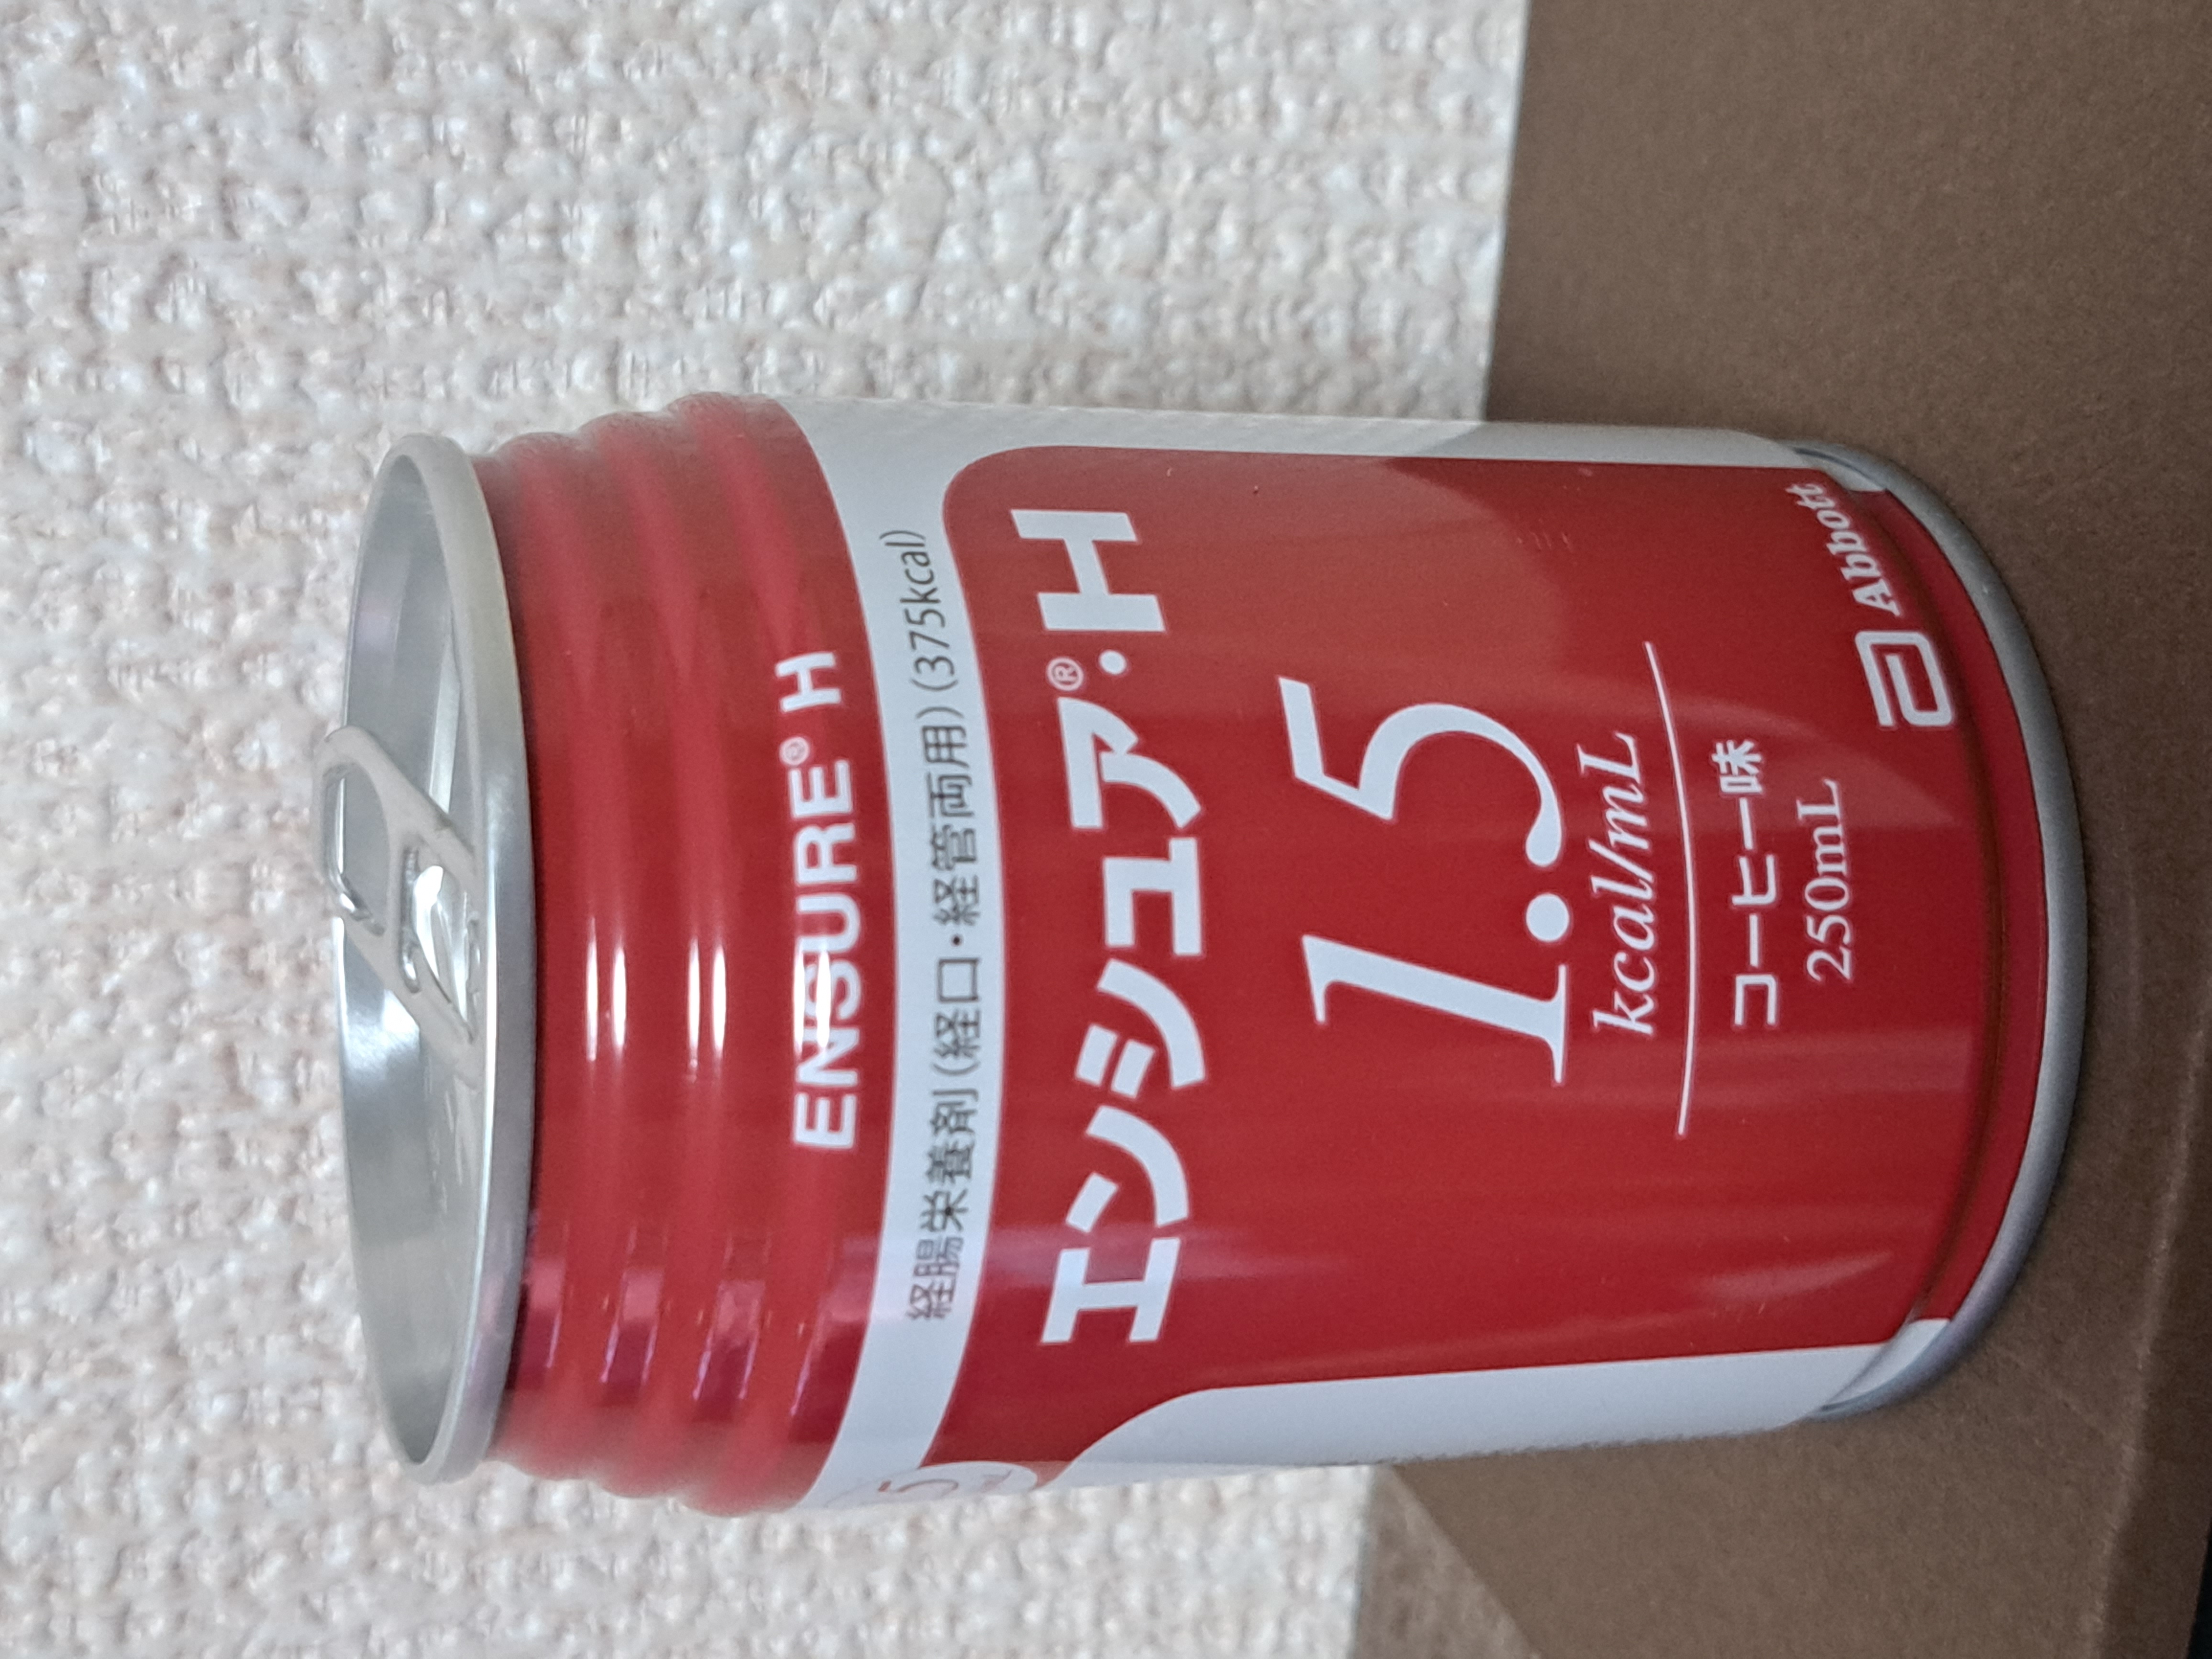 ENSURE® H
経腸栄養剤（経口・経管両用）（375kcal）
エンシュア®・H
1.5
kcal/mL
コーヒー味
250mL
Abbott